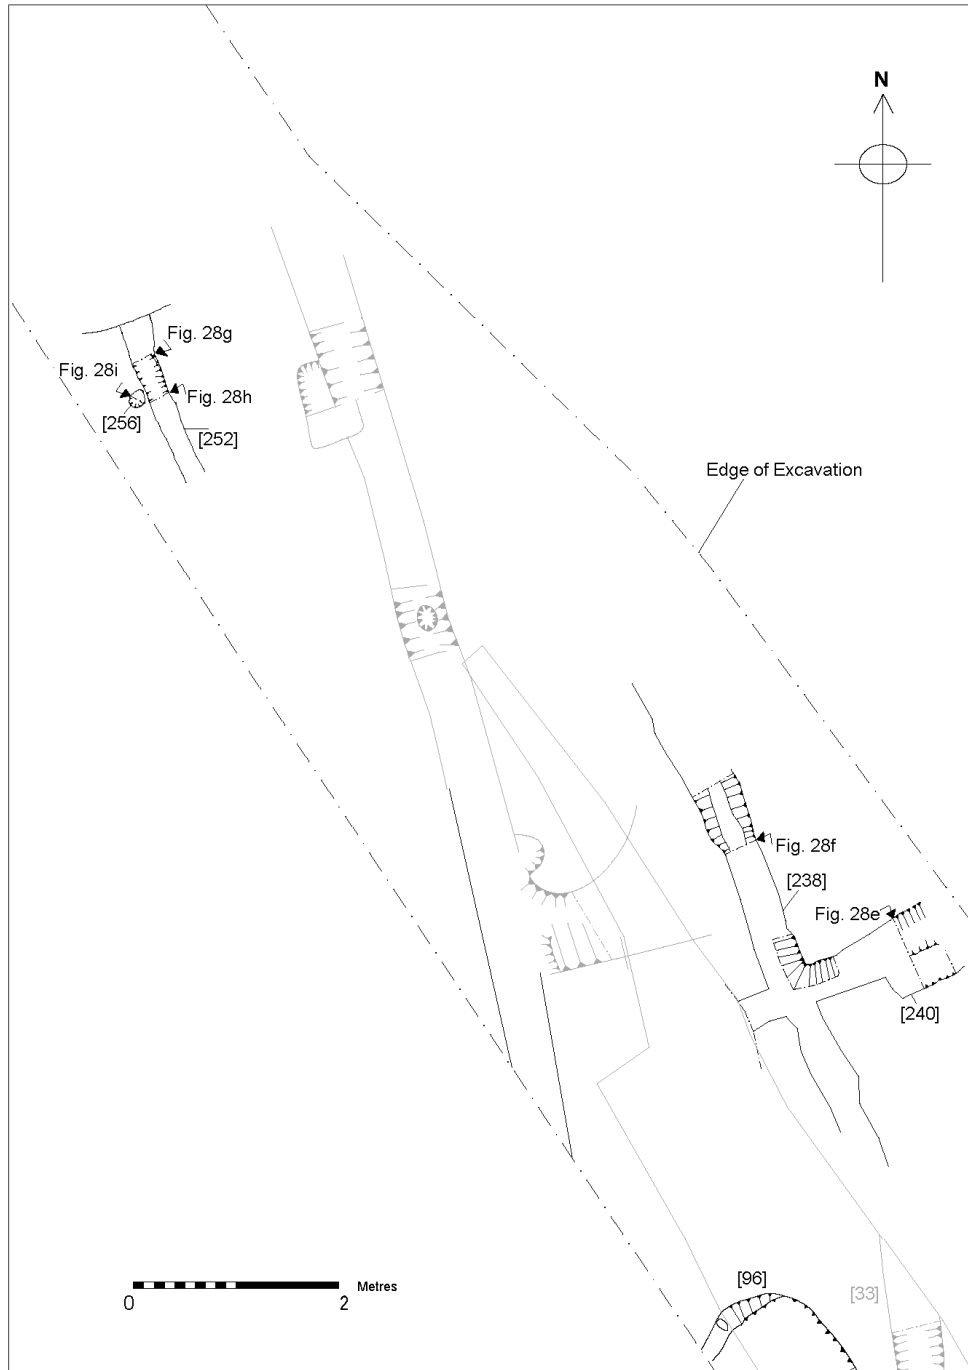 N
Fig. 28g
Fig. 28i
Fig. 28h
[256]
[252]
Edge of Excavation
Fig. 28f
[238]
Fig. 28e
[240]
[96]
[33]
Metres
0
2